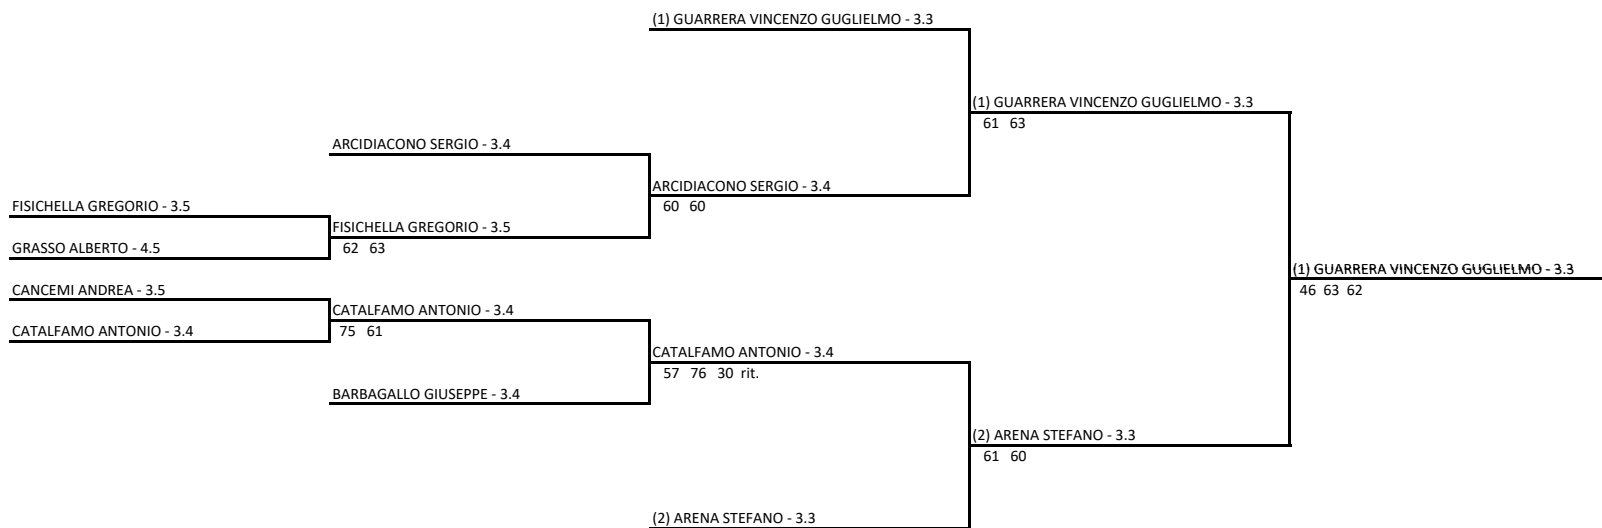 (1) GUARRERA VINCENZO GUGLIELMO - 3.3
(1) GUARRERA VINCENZO GUGLIELMO - 3.3
61 63
ARCIDIACONO SERGIO - 3.4
ARCIDIACONO SERGIO - 3.4
60 60
FISICHELLA GREGORIO - 3.5
FISICHELLA GREGORIO - 3.5
62 63
GRASSO ALBERTO - 4.5
(1) GUARRERA VINCENZO GUGLIELMO - 3.3
46 63 62
CANCEMI ANDREA - 3.5
CATALFAMO ANTONIO - 3.4
75 61
CATALFAMO ANTONIO - 3.4
CATALFAMO ANTONIO - 3.4
57 76 30 rit.
BARBAGALLO GIUSEPPE - 3.4
(2) ARENA STEFANO - 3.3
61 60
(2) ARENA STEFANO - 3.3